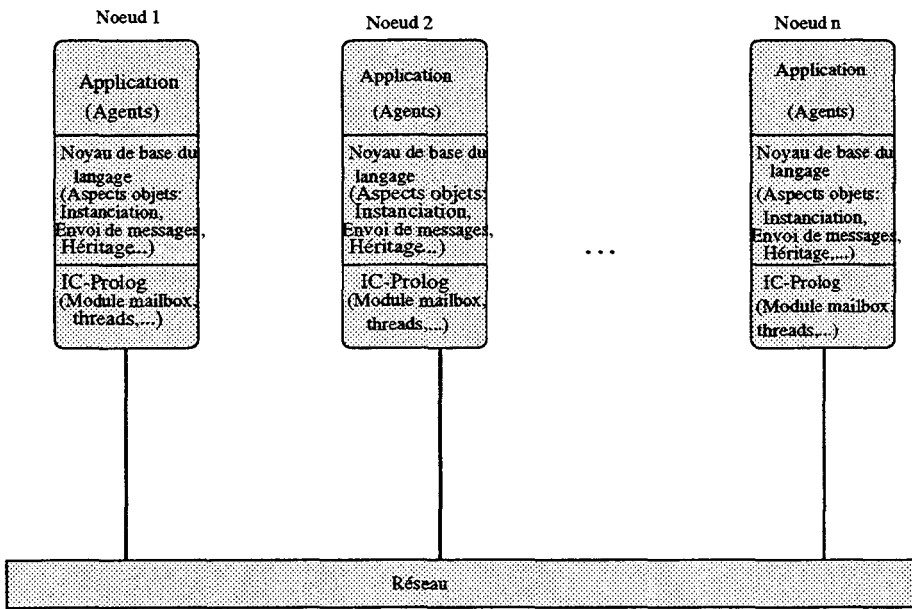 Noeud 1
Application
(Agents)
Noyau de base du
langage
(Aspects objets:
Instanciation,
Envoi de messages,
Héritage...)
IC-Prolog
(Module mailbox,
threads,...)
Noeud 2
Application
(Agents)
Noyau de base du
langage
(Aspects objets:
Instanciation,
Envoi de messages,
Héritage...)
IC-Prolog
(Module mailbox,
threads,...)
...
Noeud n
Application
(Agents)
Noyau de base du
langage
(Aspects objets:
Instanciation,
Envoi de messages,
Héritage,...)
IC-Prolog
(Module mailbox,
threads,...)
Réseau